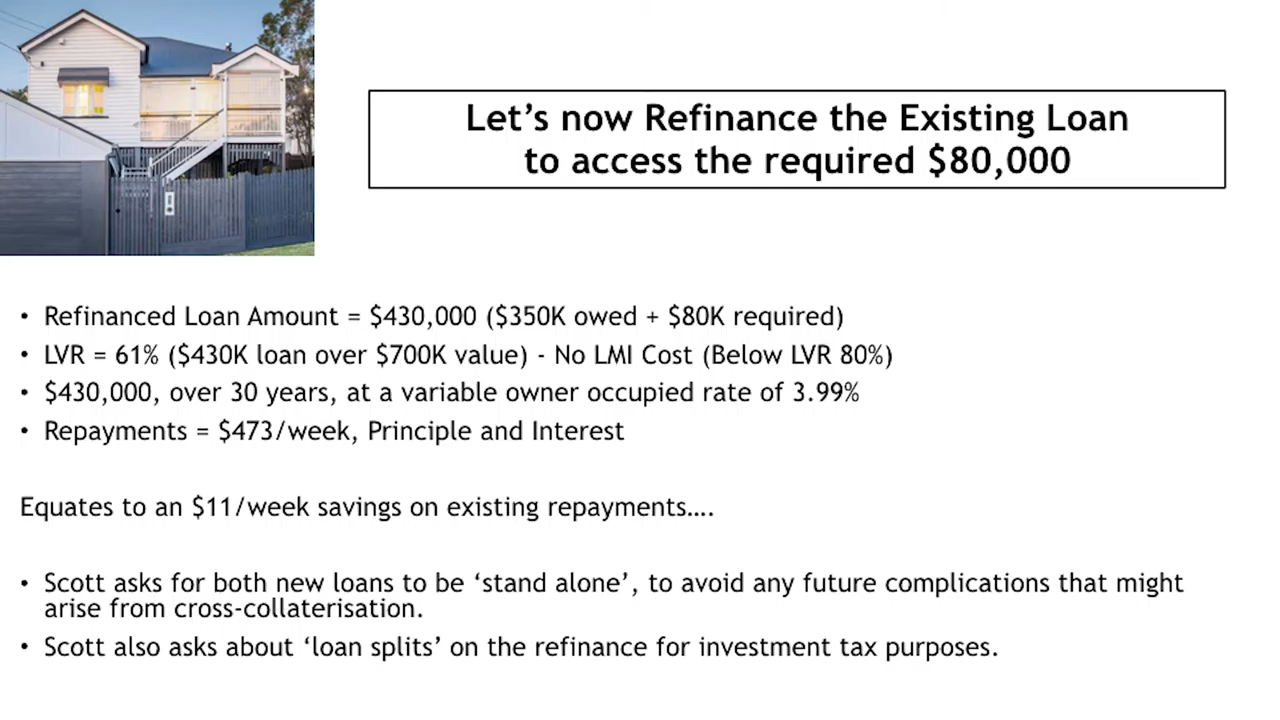 Let’s now Refinance the Existing Loan
to access the required $80,000
• Refinanced Loan Amount = $430,000 ($350K owed + $80K required)
• LVR = 61% ($430K loan over $700K value) - No LMI Cost (Below LVR 80%)
• $430,000, over 30 years, at a variable owner occupied rate of 3.99%
• Repayments = $473/week, Principle and Interest
Equates to an $11/week savings on existing repayments….
• Scott asks for both new loans to be ‘stand alone’, to avoid any future complications that might
arise from cross-collaterisation.
• Scott also asks about ‘loan splits’ on the refinance for investment tax purposes.